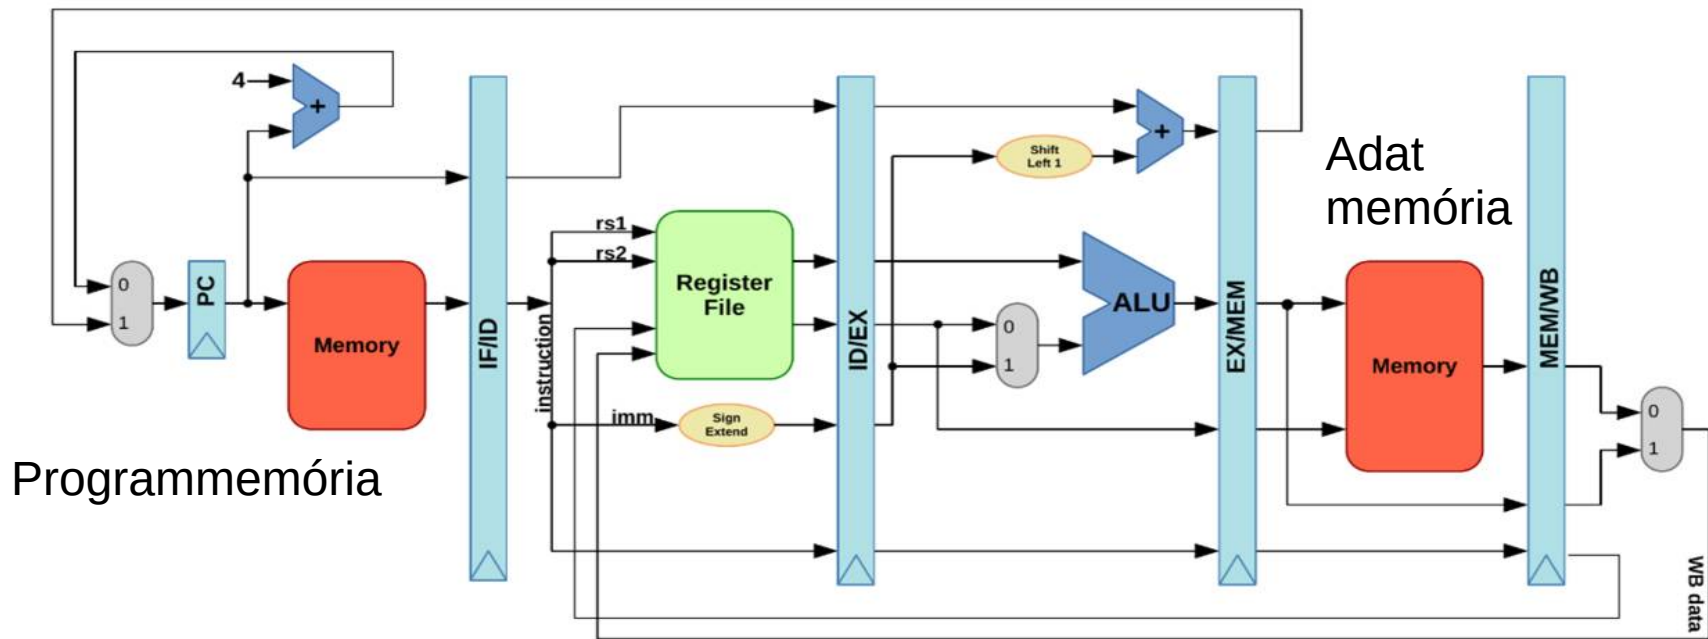 4
+
PC
0
1
Memory
Programmemória
IF/ID
instruction
rs1
rs2
imm
Register
File
Sign
Extend
ID/EX
Shift
Left 1
+
0
1
ALU
EX/MEM
Adat
memória
Memory
MEM/WB
0
1
WB data